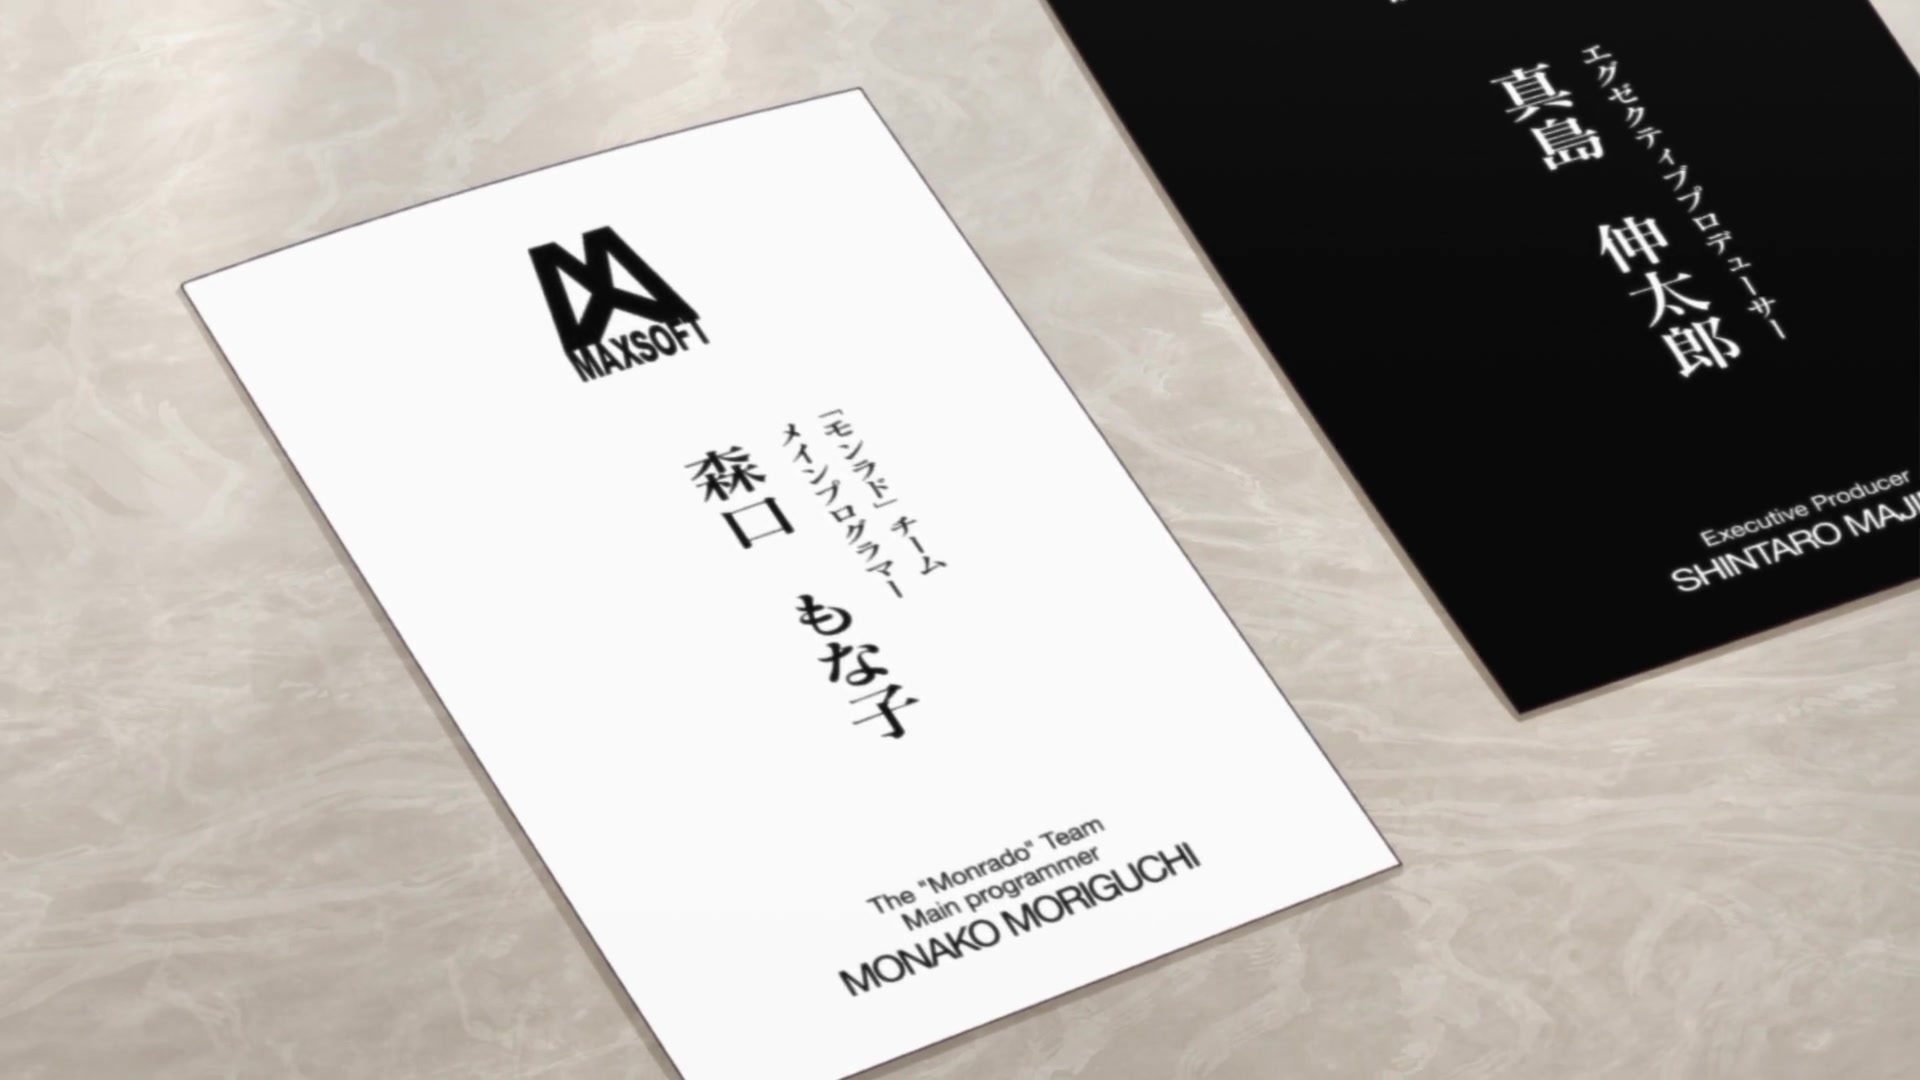 MAXSOFT
「モンラド」チーム
メインプログラマー
森口 もな子
The "Monrado" Team
Main programmer
MONAKO MORIGUCHI
エグゼクティブプロデューサー
真島 伸太郎
Executive Producer
SHINTARO